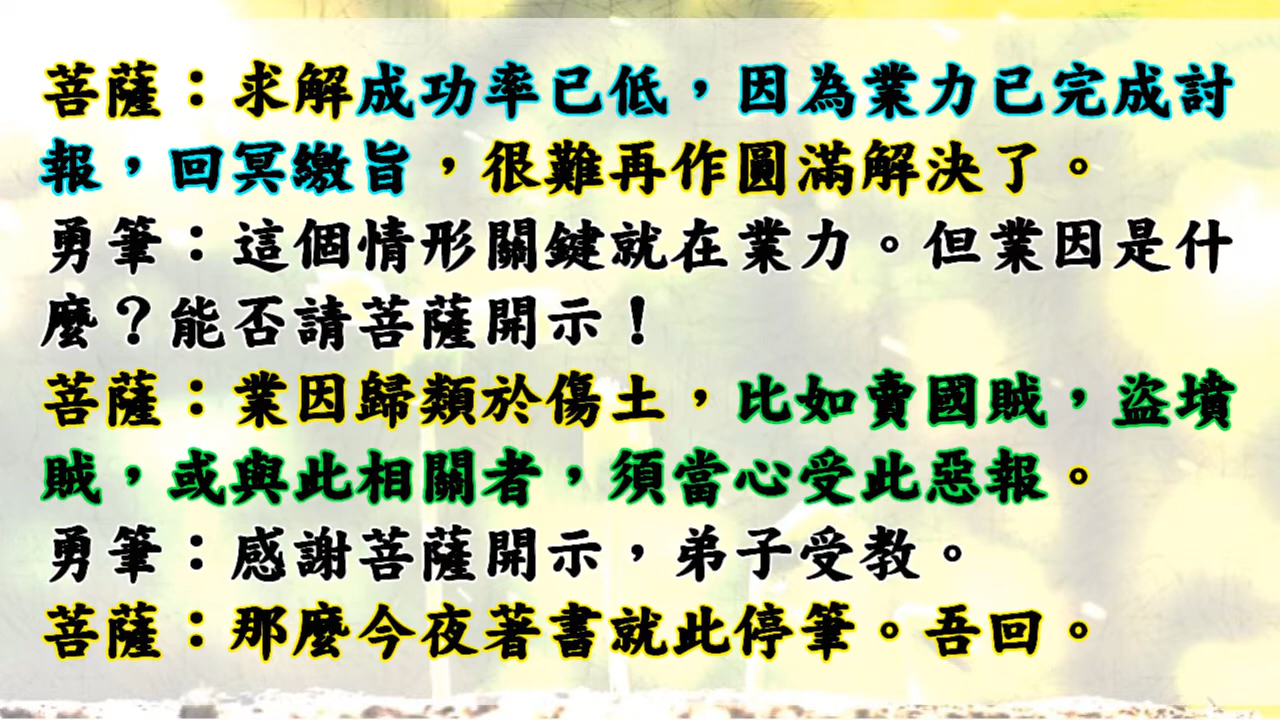 菩薩：求解成功率已低，因為業力已完成討
報，回冥繳旨，很難再作圓滿解決了。
勇筆：這個情形關鍵就在業力。但業因是什
麼？能否請菩薩開示！
菩薩：業因歸類於傷土，比如賣國賊，盜墳
賊，或與此相關者，須當心受此惡報。
勇筆：感謝菩薩開示，弟子受教。
菩薩：那麼今夜著書就此停筆。吾回。